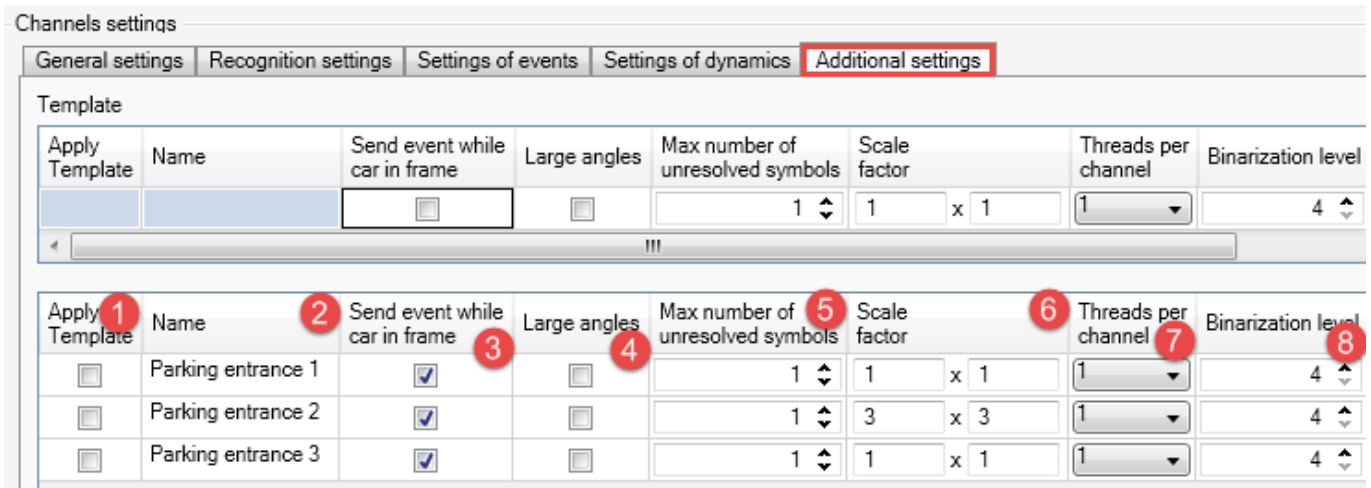 Channels settings
General settings Recognition settings Settings of events Settings of dynamics Additional settings
Template
Apply Template Name Send event while car in frame Large angles Max number of unresolved symbols Scale factor Threads per channel Binarization level
1 1 x 1 1 4
Apply Template 1 Name 2 Send event while car in frame 3 Large angles 4 Max number of unresolved symbols 5 Scale factor 6 Threads per channel 7 Binarization level 8
Parking entrance 1 1 1 x 1 1 4
Parking entrance 2 1 3 x 3 1 4
Parking entrance 3 1 1 x 1 1 4